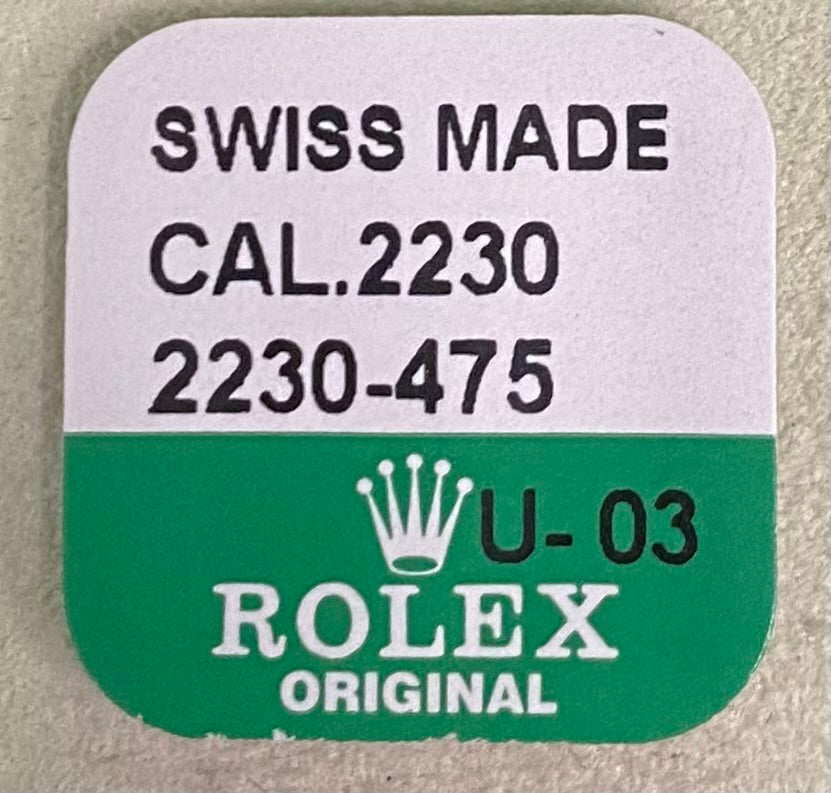 SWISS MADE
CAL.2230
2230-475
U- 03
ROLEX
ORIGINAL